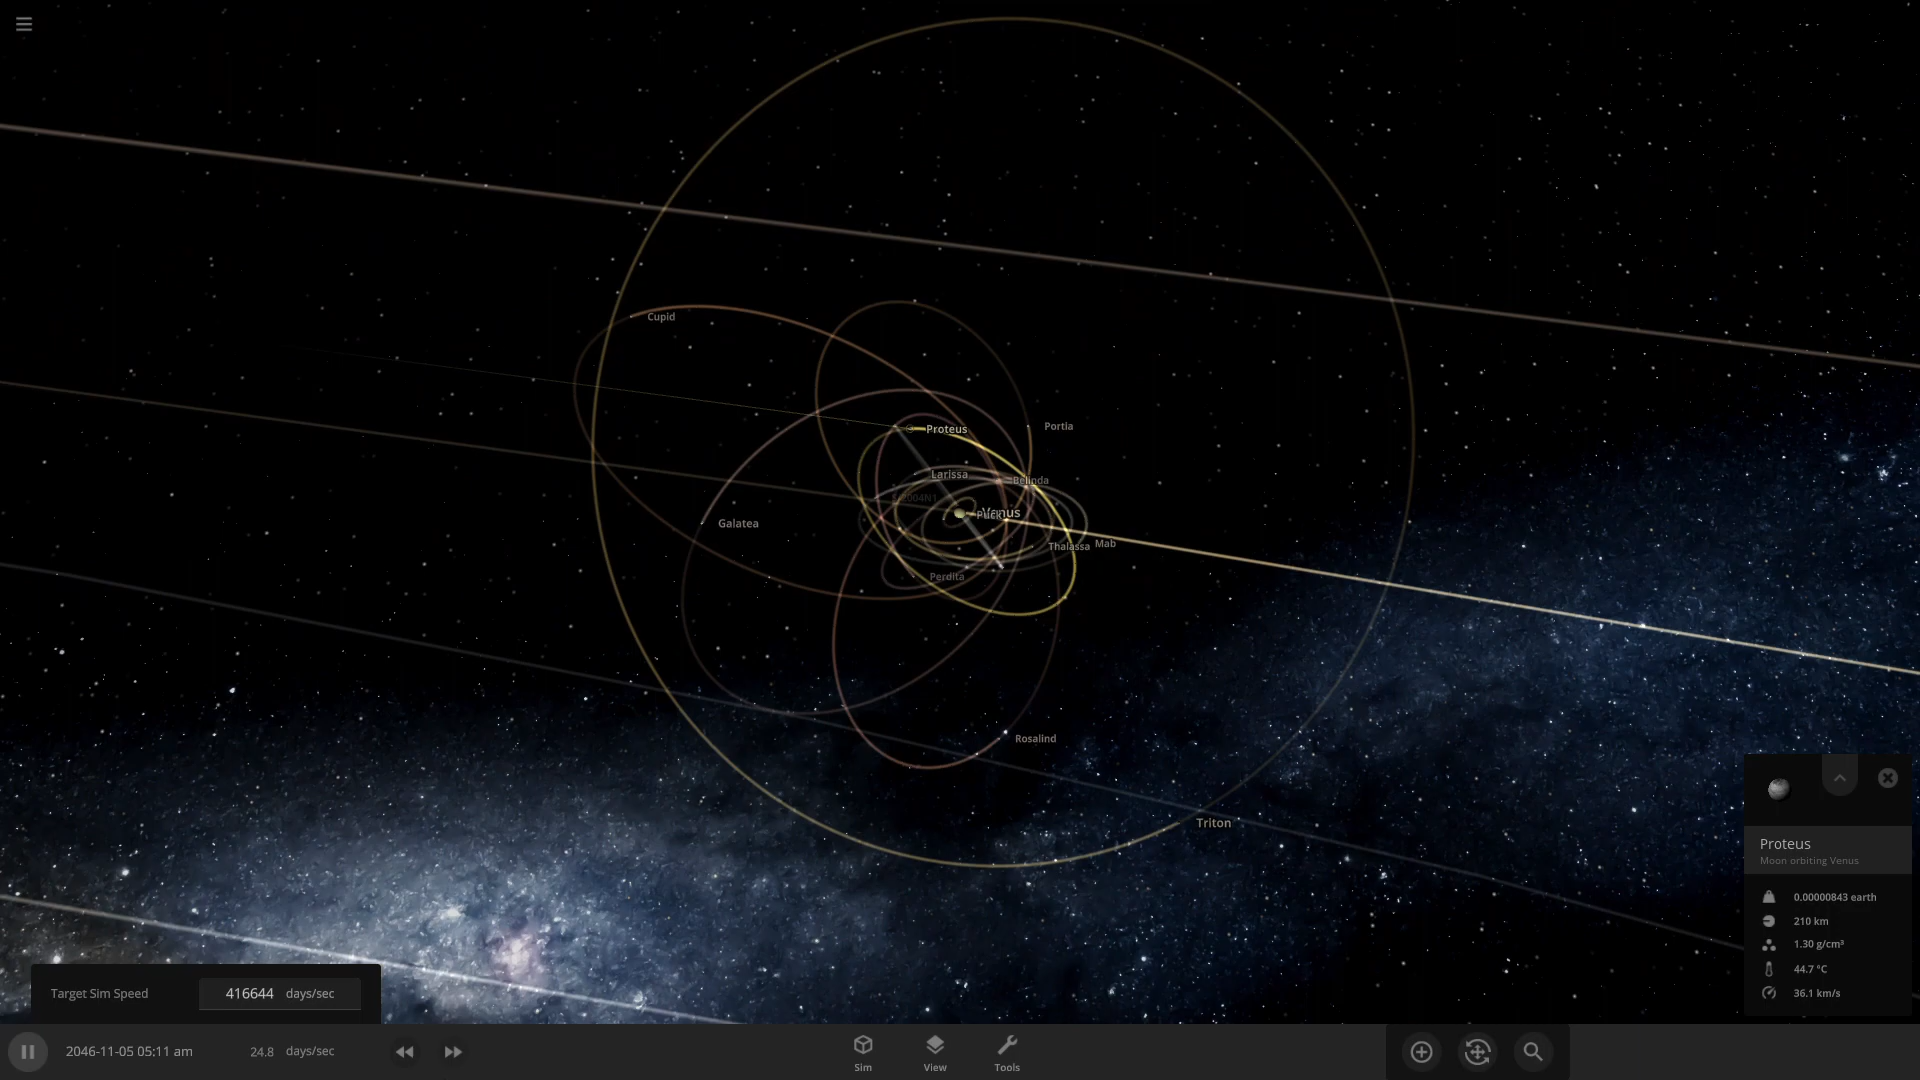 Cupid
Portia
Proteus
Larissa
Belinda
Venus
Galatea
Thalassa
Mab
Perdita
Rosalind
Triton
Proteus
Moon orbiting Venus
0.00000843 earth
210 km
1.30 g/cm³
44.7 °C
36.1 km/s
Target Sim Speed 416644 days/sec
2046-11-05 05:11 am 24.8 days/sec
Sim View Tools